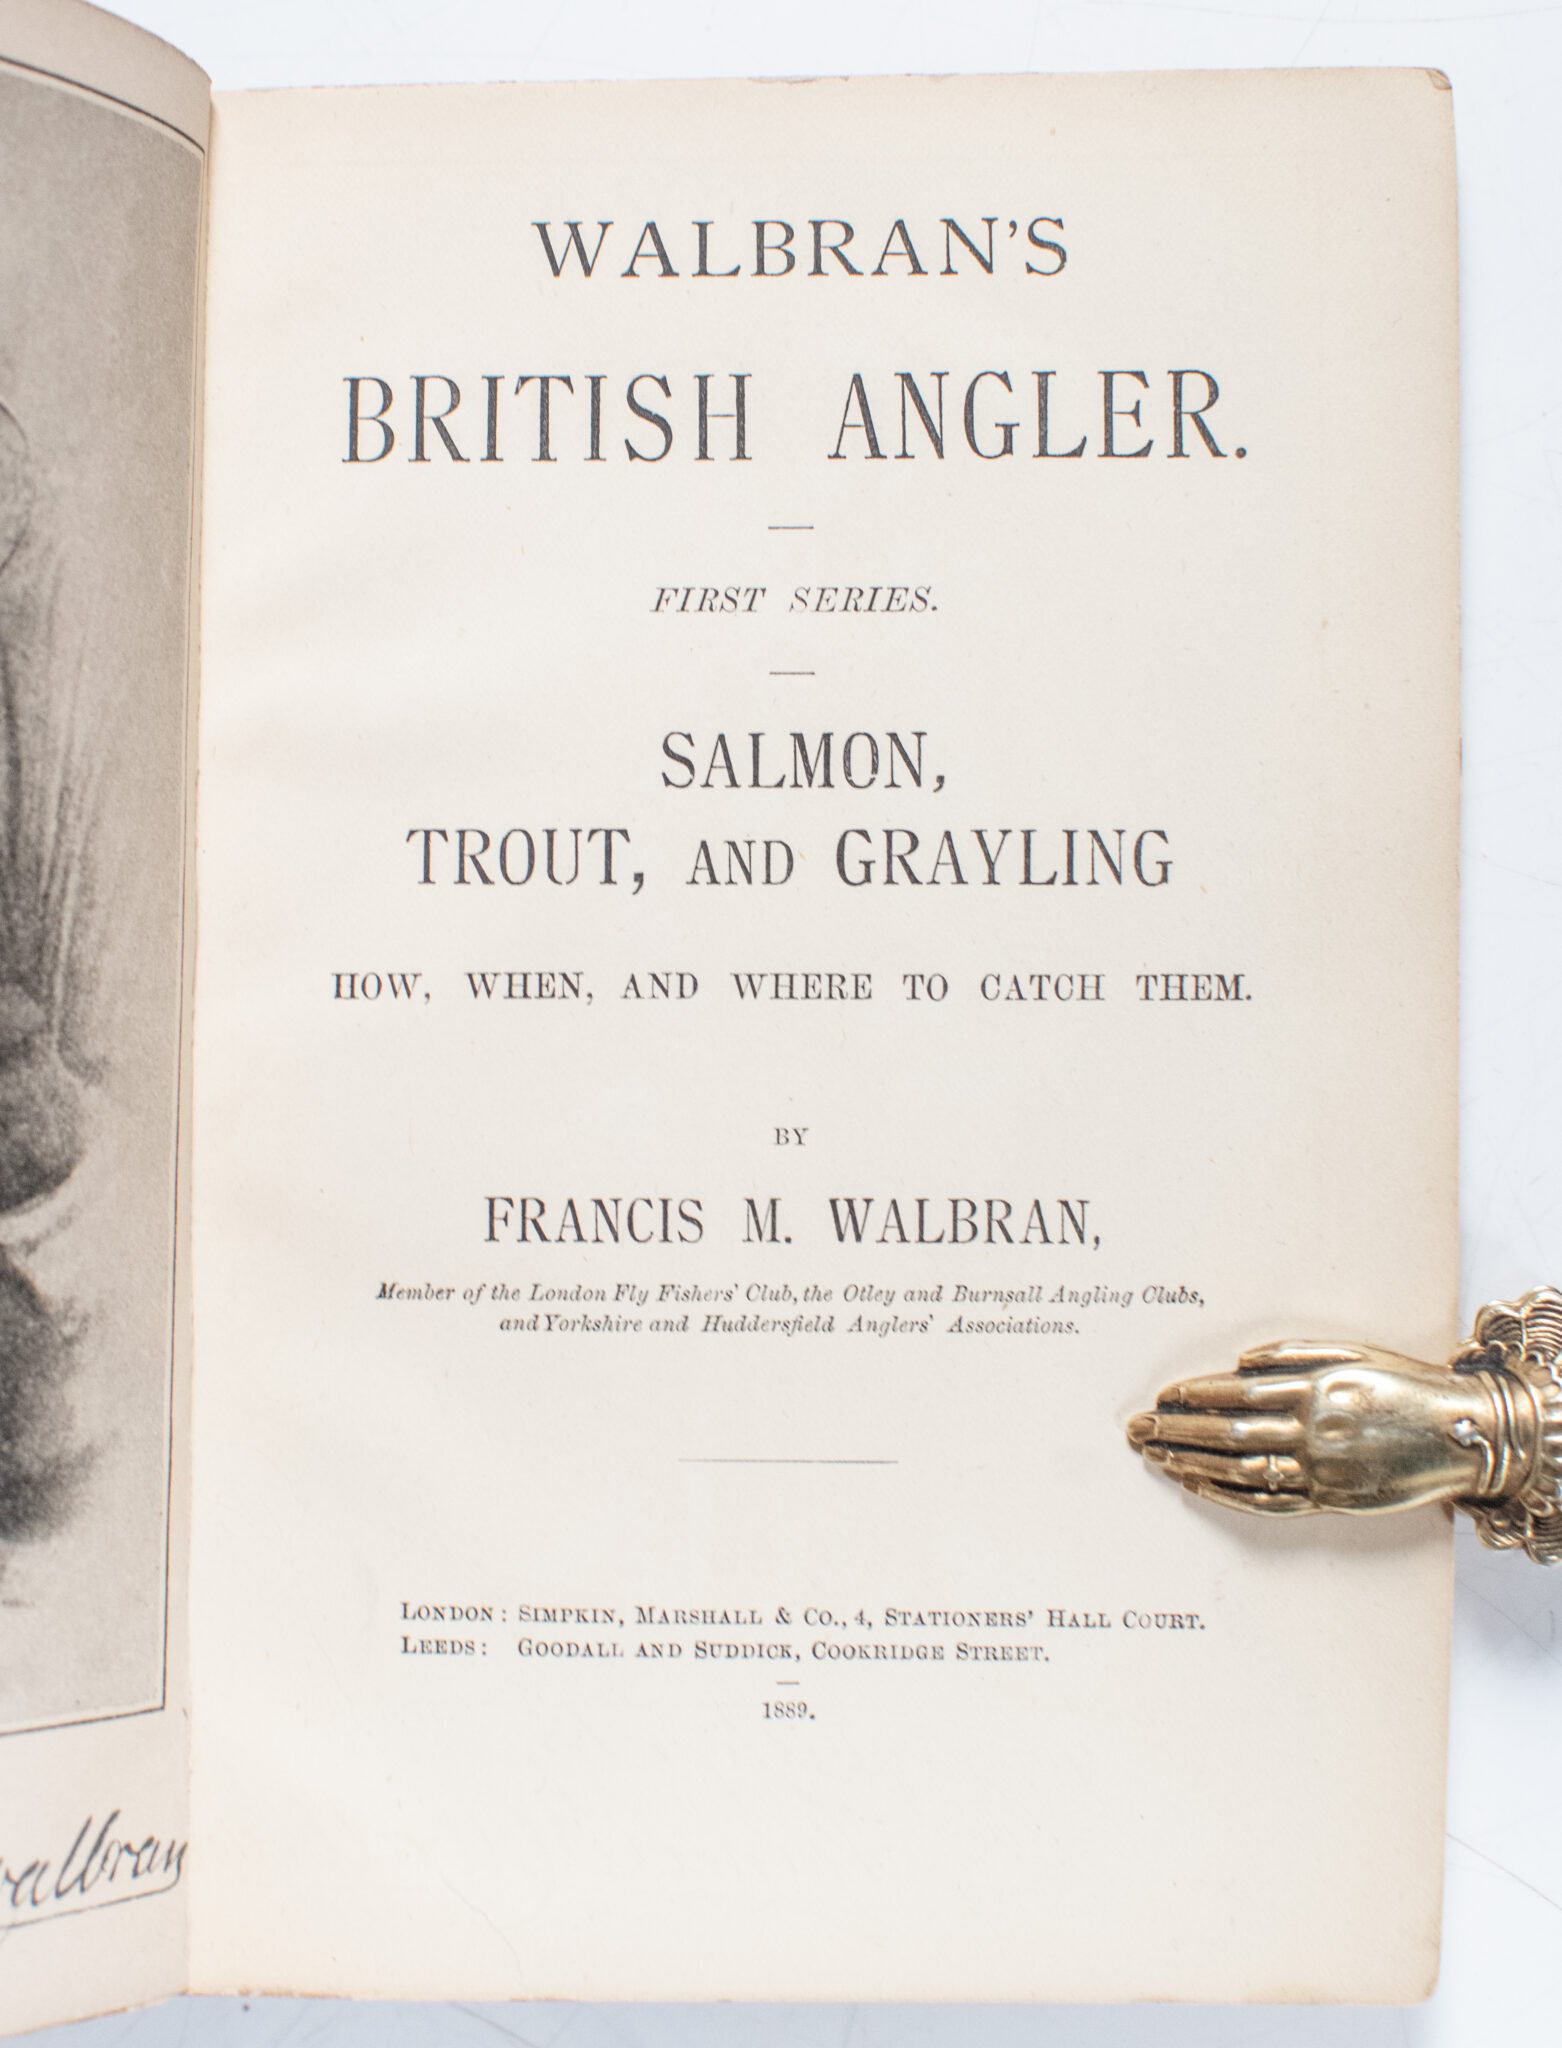 WALBRAN'S
BRITISH ANGLER.
FIRST SERIES.
SALMON,
TROUT, AND GRAYLING
HOW, WHEN, AND WHERE TO CATCH THEM.
BY
FRANCIS M. WALBRAN,
Member of the London Fly Fishers' Club, the Otley and Burnsall Angling Clubs,
and Yorkshire and Huddersfield Anglers' Associations.
LONDON: SIMPKIN, MARSHALL & CO., 4, STATIONERS' HALL COURT.
LEEDS: GOODALL AND SUDDICK, COOKRIDGE STREET.
1889.